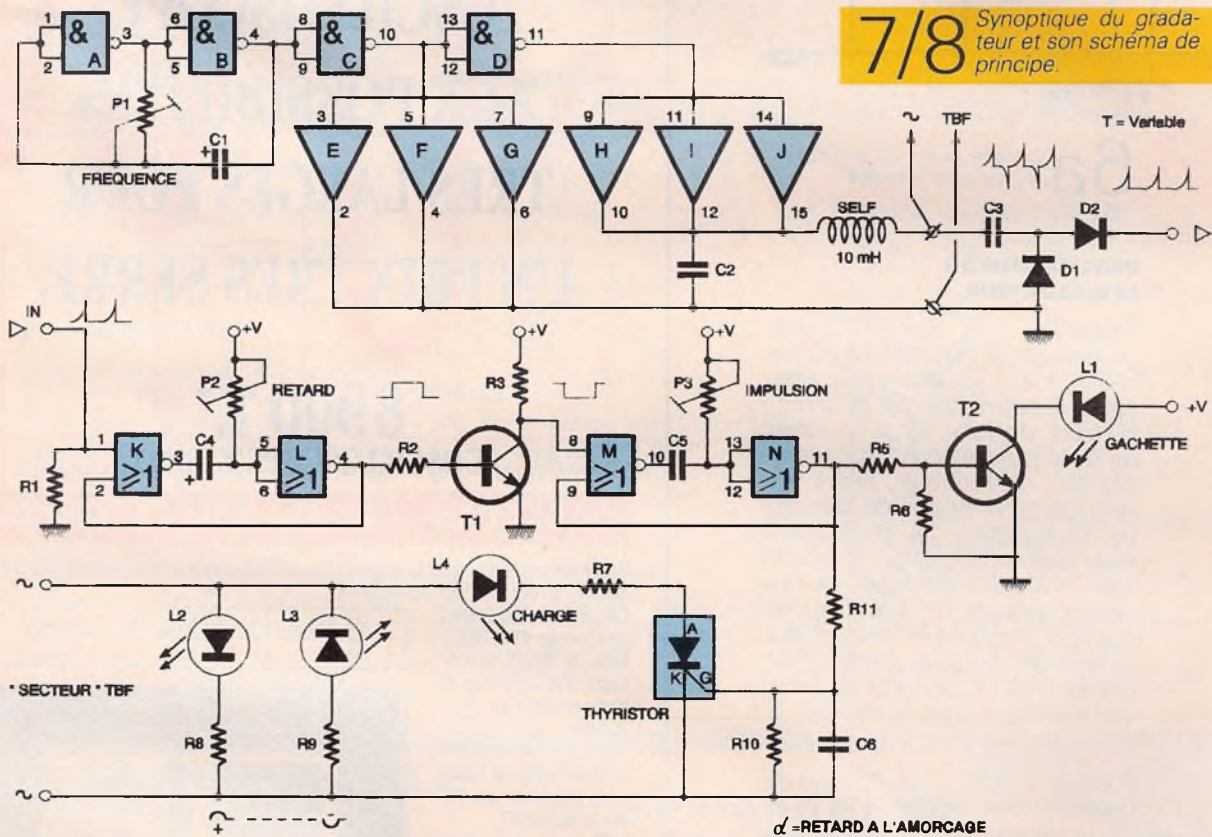 7/8
Synoptique du grada-
teur et son schéma de
principe.
1 & 3 6 & 4 8 & 10 13 & 11
2 A 5 B 9 C 12 D
P1
C1
+
FREQUENCE
3 5 7 9 11 14
E F G H I J
2 4 6 10 12 15
~ TBF T = Variable
SELF
10 mH
C2
C3
D2
D1
IN
+V
P2
RETARD
+V
R3
+V
P3
IMPULSION
L1
T2
+V
GACHETTE
1 K 3 C4 5 L 4 R2
2 ≥1 + 6 ≥1
R1
T1
8 M 10 C5 13 N 11 R5
9 ≥1 12 ≥1
R6
~
L4
R7
CHARGE
L2
L3
R11
A
K G
" SECTEUR " TBF
THYRISTOR
R8
R9
R10
C6
~
+ -
α =RETARD A L'AMORCAGE